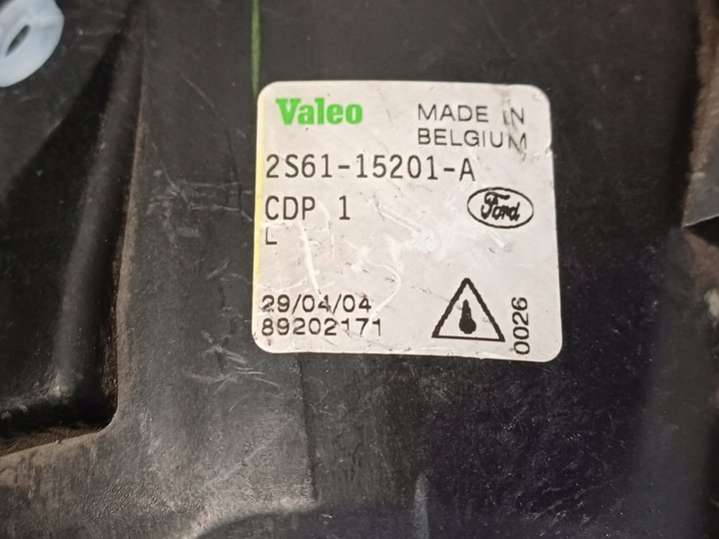 Valeo
MADE IN
BELGIUM
2S61-15201-A
CDP 1
Ford
L
29/04/04
89202171
0026